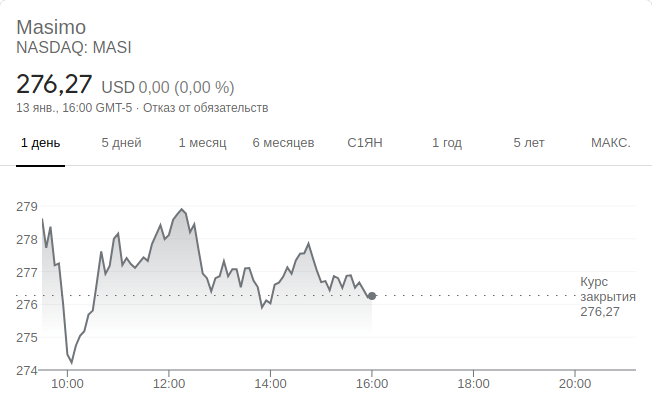 Masimo
NASDAQ: MASI
276,27 USD 0,00 (0,00 %)
13 янв., 16:00 GMT-5 · Отказ от обязательств
1 день 5 дней 1 месяц 6 месяцев С1ЯН 1 год 5 лет МАКС.
279
278
277
276
275
274
Курс
закрытия
276,27
10:00 12:00 14:00 16:00 18:00 20:00